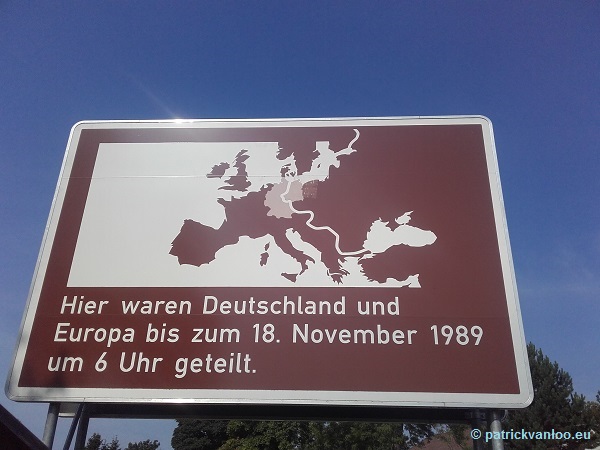 Hier waren Deutschland und
Europa bis zum 18. November 1989
um 6 Uhr geteilt.
© patrickvanloo.eu